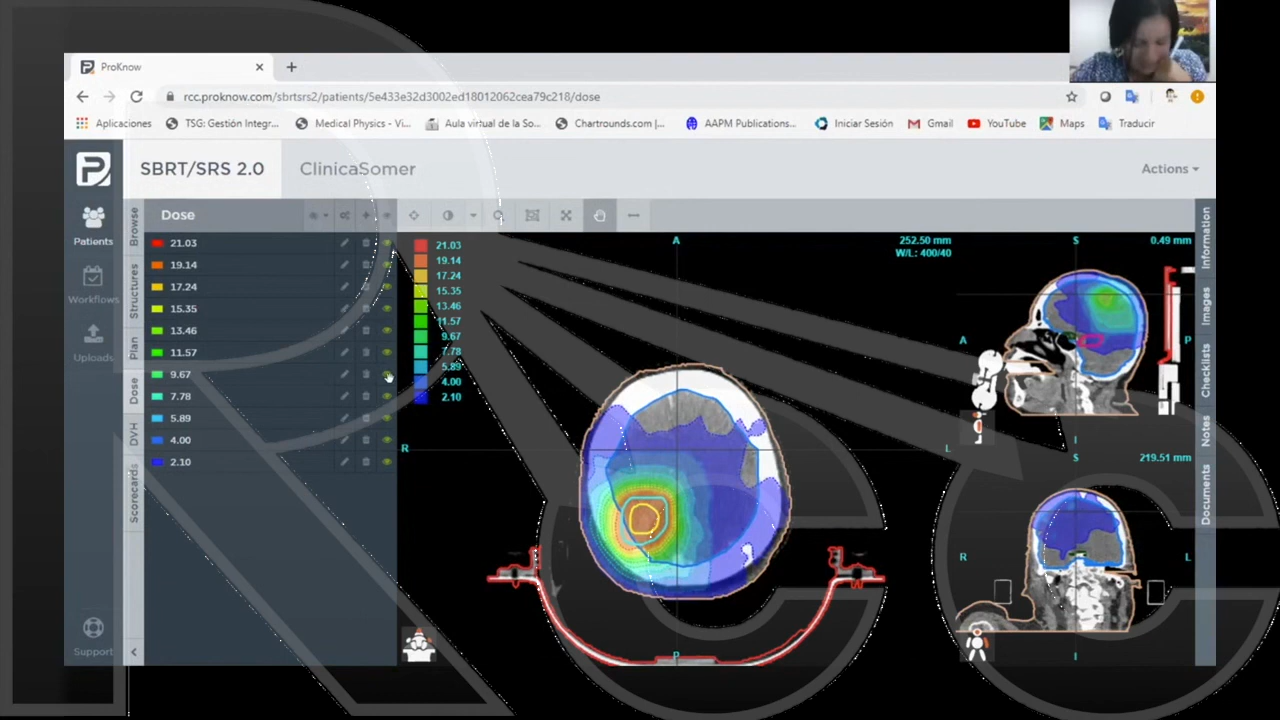 ProKnow
rcc.proknow.com/sbrtsrs2/patients/5e433e32d3002ed18012062cea79c218/dose
Aplicaciones
TSG: Gestión Integr...
Medical Physics - Vi...
Aula virtual de la So...
Chartrounds.com |...
AAPM Publications...
Iniciar Sesión
Gmail
YouTube
Maps
Traducir
SBRT/SRS 2.0
ClinicaSomer
Actions
Patients
Workflows
Uploads
Support
Browse
Structures
Plan
Dose
DVH
Scorecards
Dose
21.03
19.14
17.24
15.35
13.46
11.57
9.67
7.78
5.89
4.00
2.10
21.03
19.14
17.24
15.35
13.46
11.57
9.67
7.78
5.89
4.00
2.10
A
252.50 mm
W/L: 400/40
R
L
P
S
0.49 mm
A
P
I
S
219.51 mm
R
L
I
Information
Images
Checklists
Notes
Documents
RCC